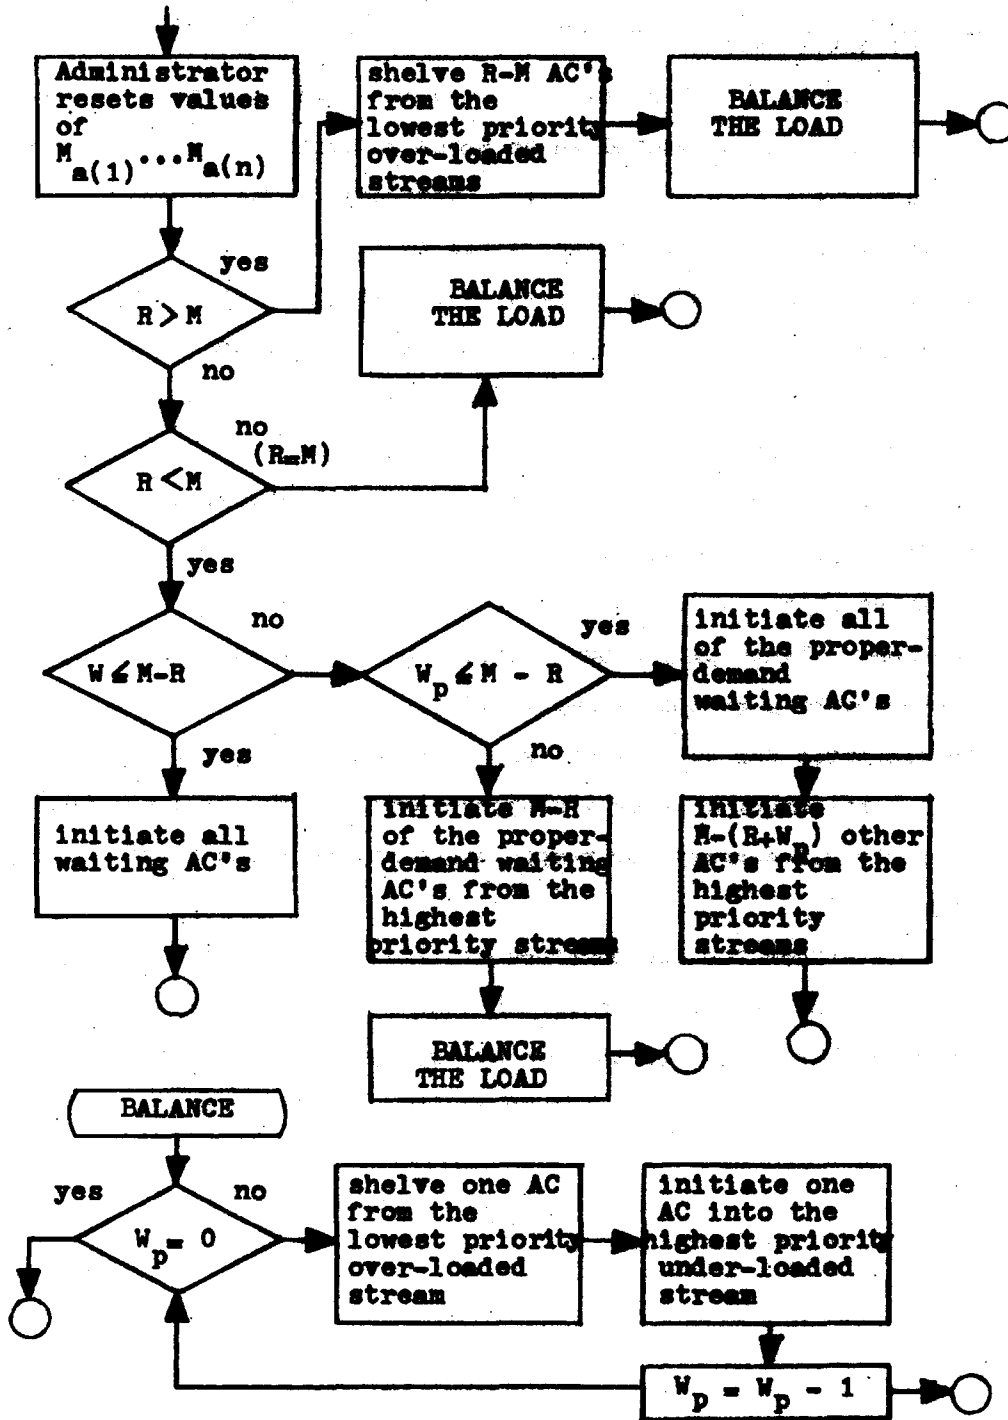 Administrator
resets values
of
M a(1) ... M a(n)
shelve R-M AC's
from the
lowest priority
over-loaded
streams
BALANCE
THE LOAD
yes
R > M
no
BALANCE
THE LOAD
no
(R=M)
R < M
yes
W ≤ M-R
no
W p ≤ M - R
yes
initiate all
of the proper-
demand
waiting AC's
yes
no
initiate all
waiting AC's
initiate M-R
of the proper-
demand waiting
AC's from the
highest
priority streams
initiate
M-(R+W p) other
AC's from the
highest
priority
streams
BALANCE
THE LOAD
BALANCE
yes
no
W p = 0
shelve one AC
from the
lowest priority
over-loaded
stream
initiate one
AC into the
highest priority
under-loaded
stream
W p = W p - 1